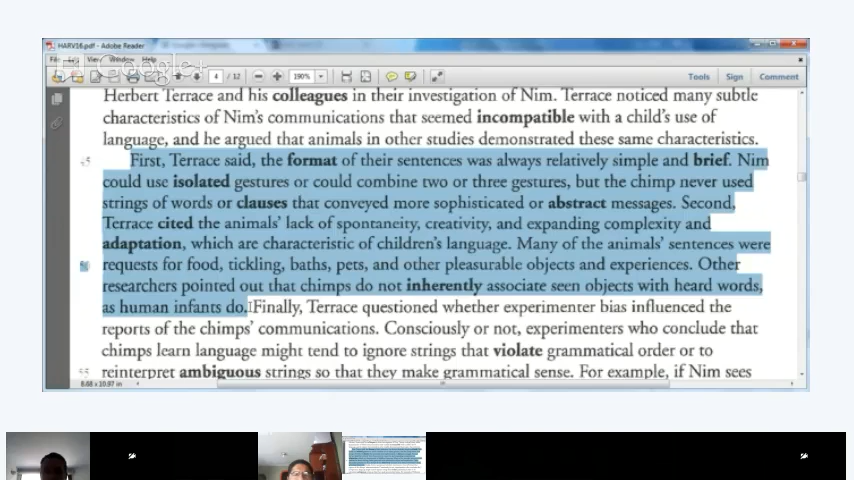 HARV16.pdf - Adobe Reader
View Window Help
Google+
4 / 12
190%
Tools Sign Comment
Herbert Terrace and his colleagues in their investigation of Nim. Terrace noticed many subtle
characteristics of Nim's communications that seemed incompatible with a child's use of
language, and he argued that animals in other studies demonstrated these same characteristics.
First, Terrace said, the format of their sentences was always relatively simple and brief. Nim
could use isolated gestures or could combine two or three gestures, but the chimp never used
strings of words or clauses that conveyed more sophisticated or abstract messages. Second,
Terrace cited the animals' lack of spontaneity, creativity, and expanding complexity and
adaptation, which are characteristic of children's language. Many of the animals' sentences were
requests for food, tickling, baths, pets, and other pleasurable objects and experiences. Other
researchers pointed out that chimps do not inherently associate seen objects with heard words,
as human infants do. Finally, Terrace questioned whether experimenter bias influenced the
reports of the chimps' communications. Consciously or not, experimenters who conclude that
chimps learn language might tend to ignore strings that violate grammatical order or to
reinterpret ambiguous strings so that they make grammatical sense. For example, if Nim sees
8.68 x 10.97 in